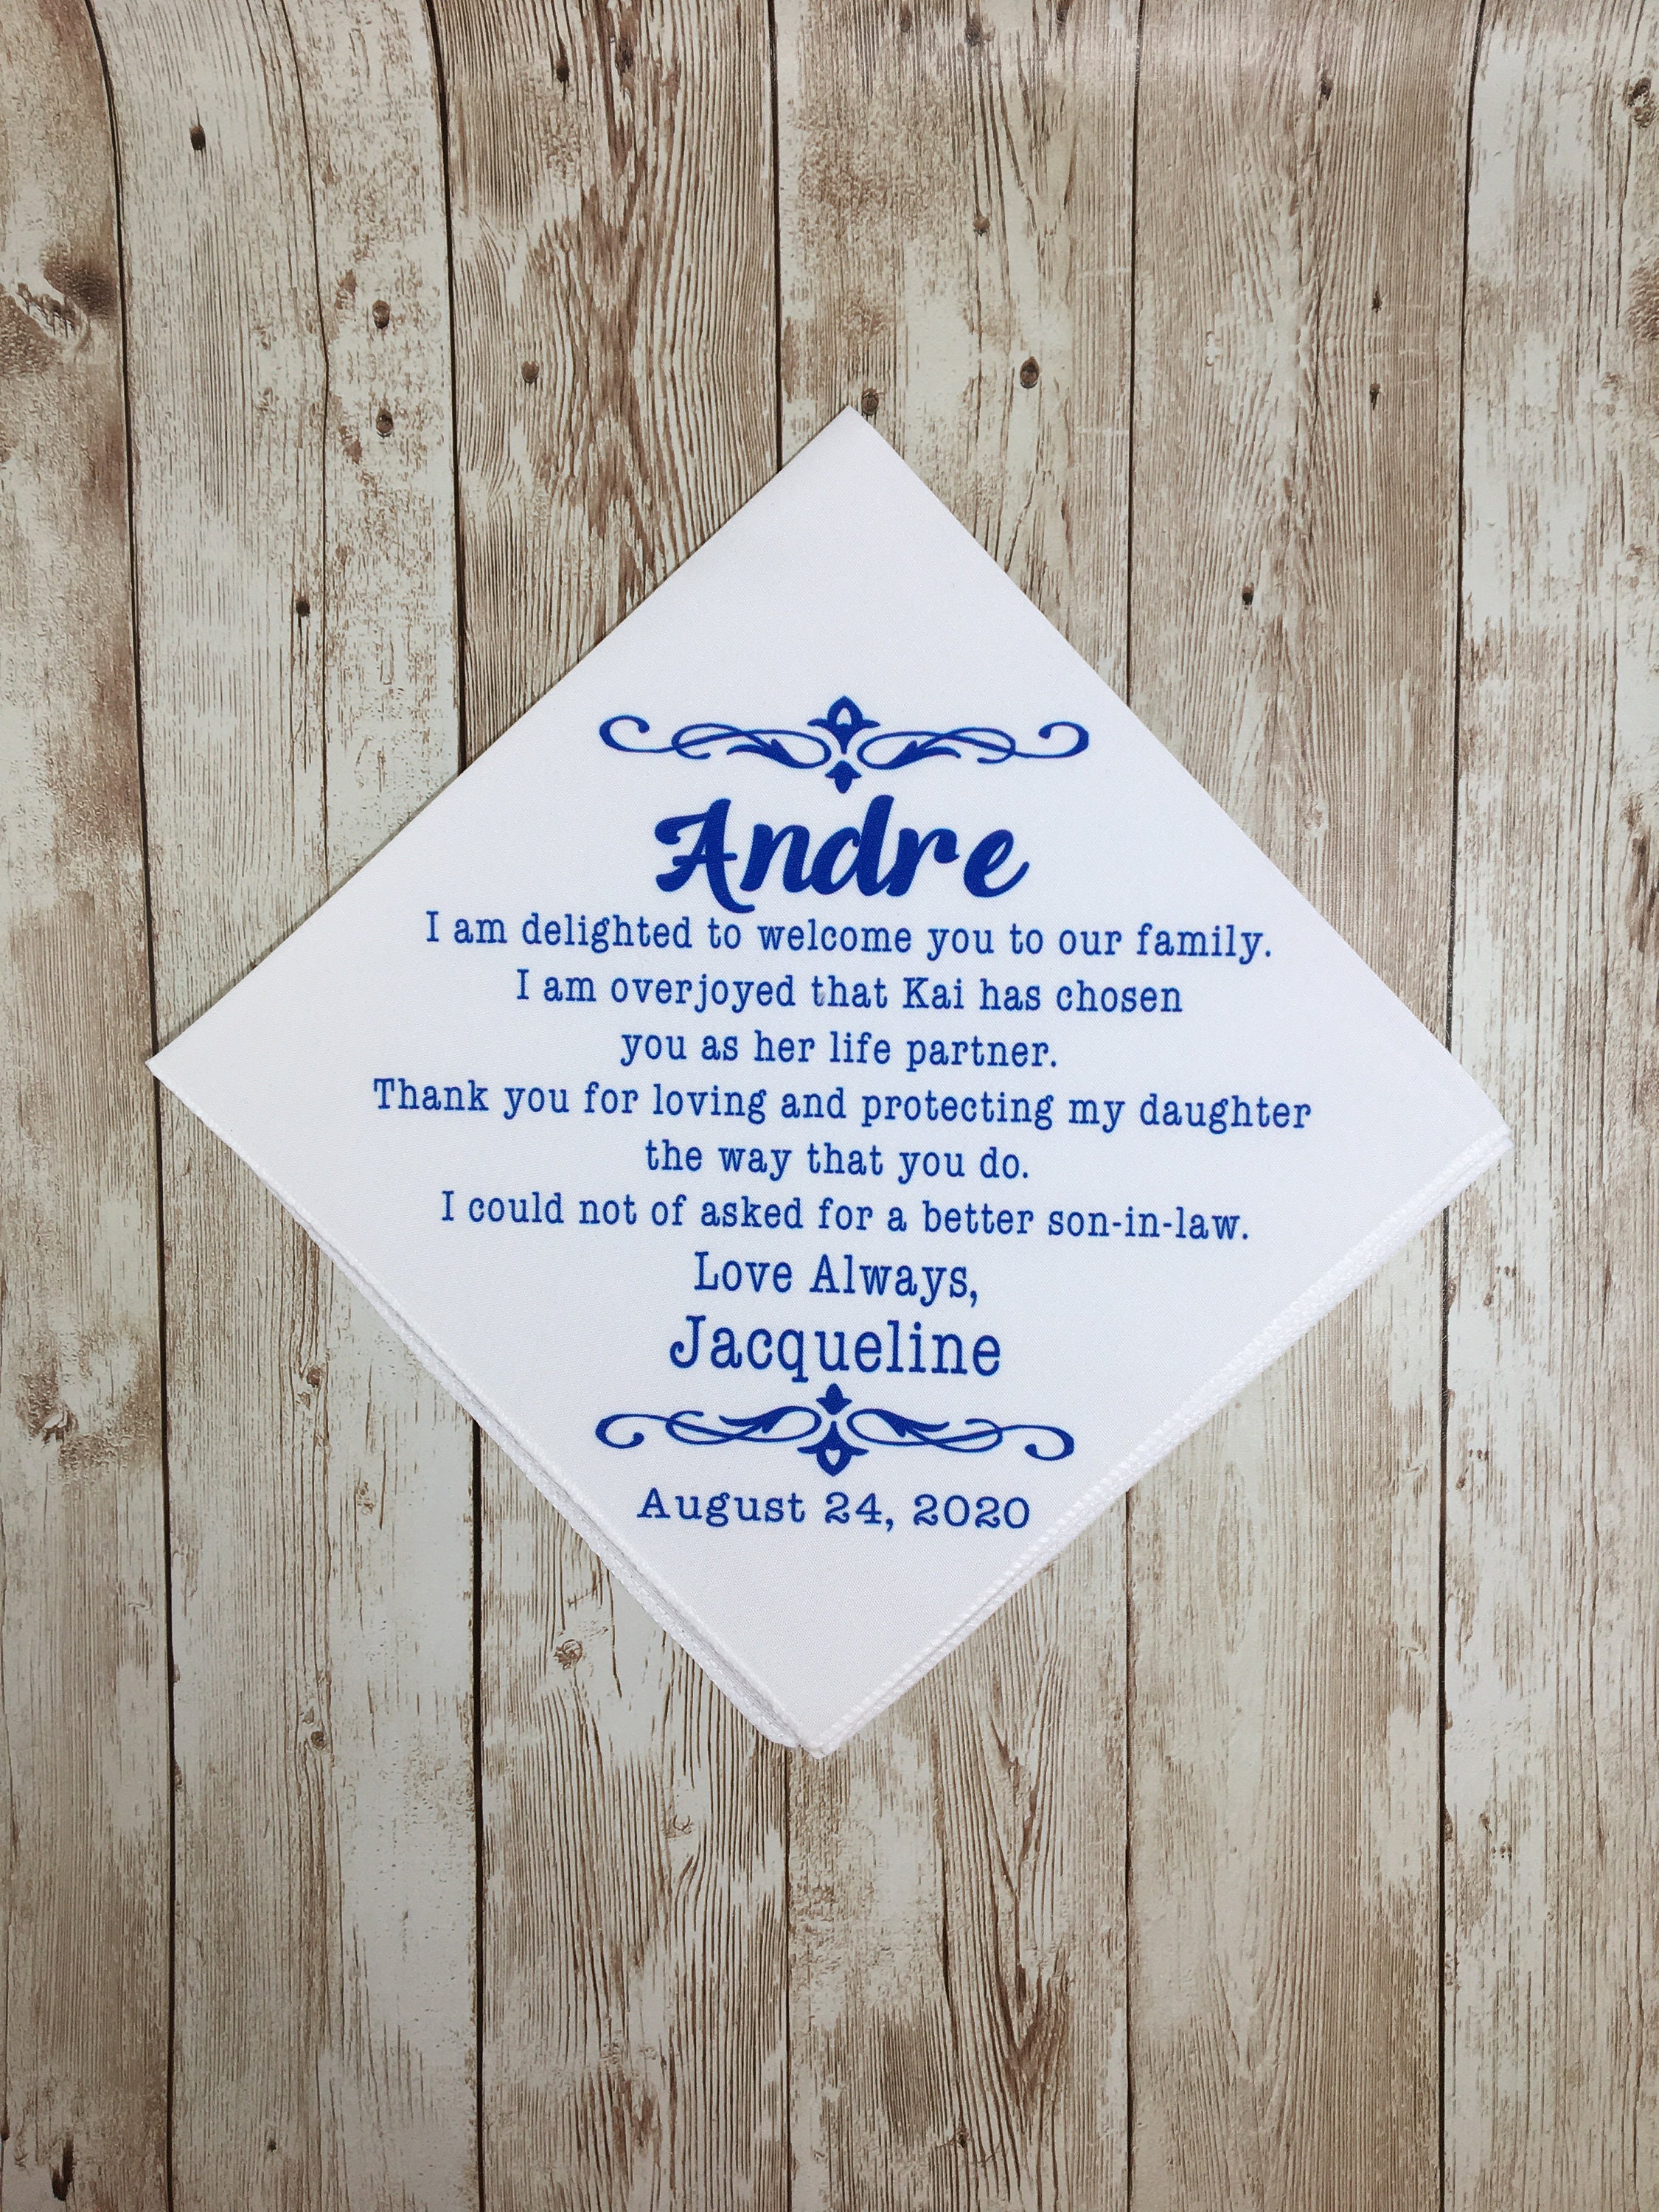 Andre
I am delighted to welcome you to our family.
I am overjoyed that Kai has chosen
you as her life partner.
Thank you for loving and protecting my daughter
the way that you do.
I could not of asked for a better son-in-law.
Love Always,
Jacqueline
August 24, 2020